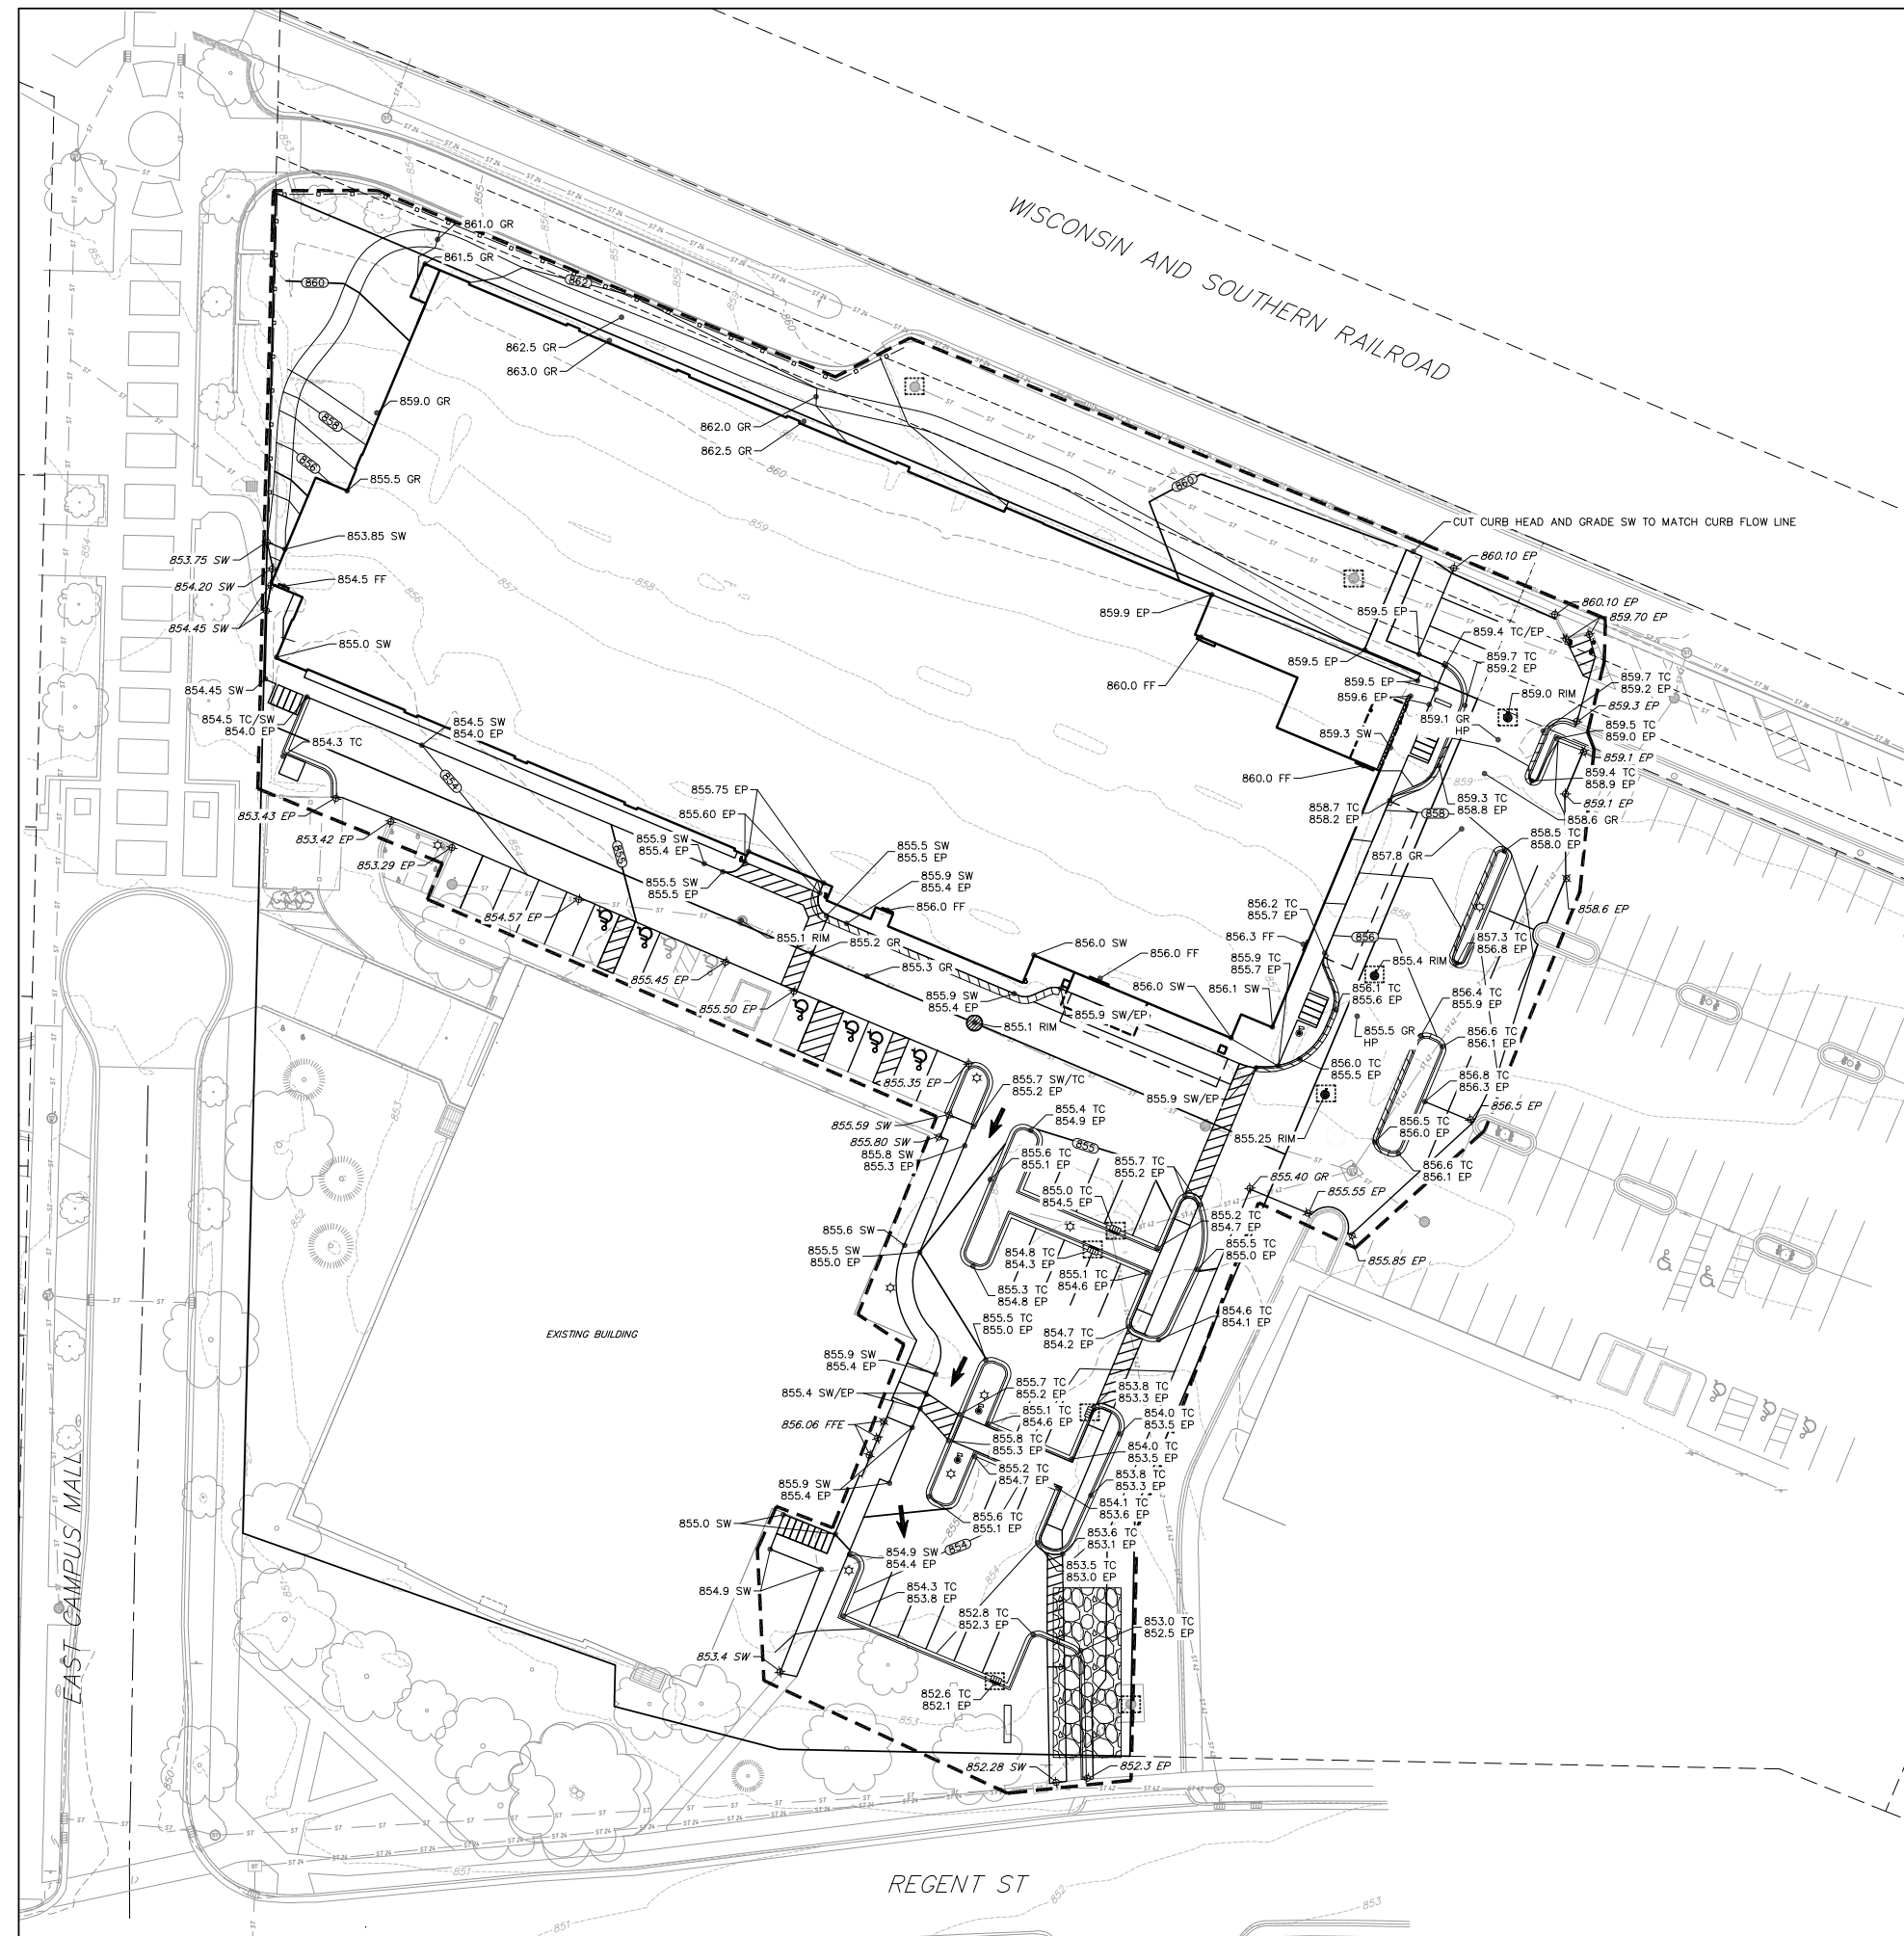 WISCONSIN AND SOUTHERN RAILROAD
861.0 GR
861.5 GR
860
862
862.5 GR
863.0 GR
859.0 GR
858
862.0 GR
862.5 GR
856
855.5 GR
860
CUT CURB HEAD AND GRADE SW TO MATCH CURB FLOW LINE
853.85 SW
853.75 SW
854.20 SW
854.5 FF
854.45 SW
860.10 EP
859.9 EP
859.5 EP
860.10 EP
859.70 EP
859.4 TC/EP
855.0 SW
859.5 EP
859.7 TC
859.2 EP
860.0 FF
859.5 EP
859.6 EP
859.0 RIM
859.7 TC
859.2 EP
859.3 EP
854.45 SW
854.5 TC/SW
854.0 EP
854.5 SW
854.0 EP
854.3 TC
859.1 GR
HP
859.3 SW
859.5 TC
859.0 EP
859.1 EP
860.0 FF
859.4 TC
858.9 EP
859.1 EP
854
855.75 EP
855.60 EP
858.7 TC
858.2 EP
859.3 TC
858.8 EP
858
858.6 GR
853.43 EP
853.42 EP
853.29 EP
855.9 SW
855.4 EP
855
855.5 SW
855.5 EP
858.5 TC
858.0 EP
857.8 GR
855.5 SW
855.5 EP
855.9 SW
855.4 EP
856.0 FF
854.57 EP
856.2 TC
855.7 EP
858.6 EP
855.1 RIM
855.2 GR
856.0 SW
856.3 FF
856
857.3 TC
856.8 EP
856.0 FF
855.3 GR
855.9 TC
855.7 EP
855.4 RIM
855.45 EP
855.50 EP
855.9 SW
855.4 EP
856.0 SW
856.1 SW
856.1 TC
855.6 EP
856.4 TC
855.9 EP
855.1 RIM
855.9 SW/EP
855.5 GR
HP
856.6 TC
856.1 EP
855.35 EP
855.7 SW/TC
855.2 EP
856.0 TC
855.5 EP
856.8 TC
856.3 EP
855.9 SW/EP
856.5 EP
855.59 SW
855.80 SW
855.8 SW
855.3 EP
855.4 TC
854.9 EP
855
855.25 RIM
856.5 TC
856.0 EP
855.6 TC
855.1 EP
855.7 TC
855.2 EP
856.6 TC
856.1 EP
855.40 GR
855.0 TC
854.5 EP
855.55 EP
855.2 TC
854.7 EP
855.6 SW
855.5 SW
855.0 EP
854.8 TC
854.3 EP
855.5 TC
855.0 EP
855.85 EP
855.1 TC
854.6 EP
855.3 TC
854.8 EP
854.6 TC
854.1 EP
EXISTING BUILDING
855.5 TC
855.0 EP
854.7 TC
854.2 EP
855.9 SW
855.4 EP
855.7 TC
855.2 EP
853.8 TC
853.3 EP
855.4 SW/EP
855.1 TC
854.6 EP
854.0 TC
853.5 EP
856.06 FFE
855.8 TC
855.3 EP
854.0 TC
853.5 EP
855.2 TC
854.7 EP
853.8 TC
853.3 EP
855.9 SW
855.4 EP
854.1 TC
853.6 EP
855.6 TC
855.1 EP
855.0 SW
853.6 TC
853.1 EP
854
854.9 SW
854.4 EP
853.5 TC
853.0 EP
854.9 SW
854.3 TC
853.8 EP
852.8 TC
852.3 EP
853.0 TC
852.5 EP
853.4 SW
852.6 TC
852.1 EP
852.28 SW
852.3 EP
EAST CAMPUS MALL
REGENT ST